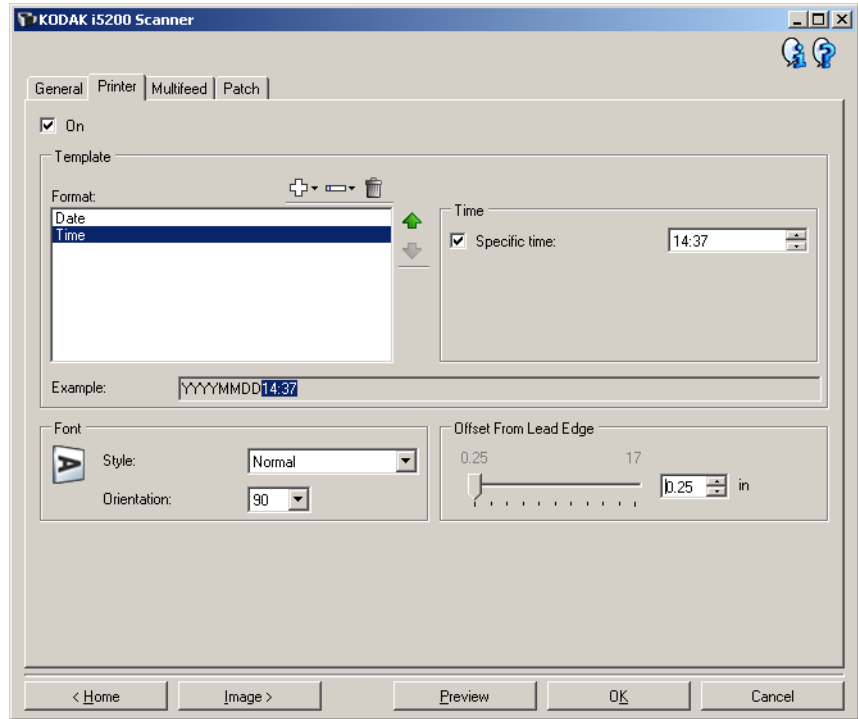 KODAK i5200 Scanner
General Printer Multifeed Patch
On
Template
Format:
Date
Time
Time
Specific time: 14:37
Example: YYYYMMDD14:37
Font
A Style: Normal
Orientation: 90
Offset From Lead Edge
0.25 17
0.25 in
< Home Image > Preview OK Cancel